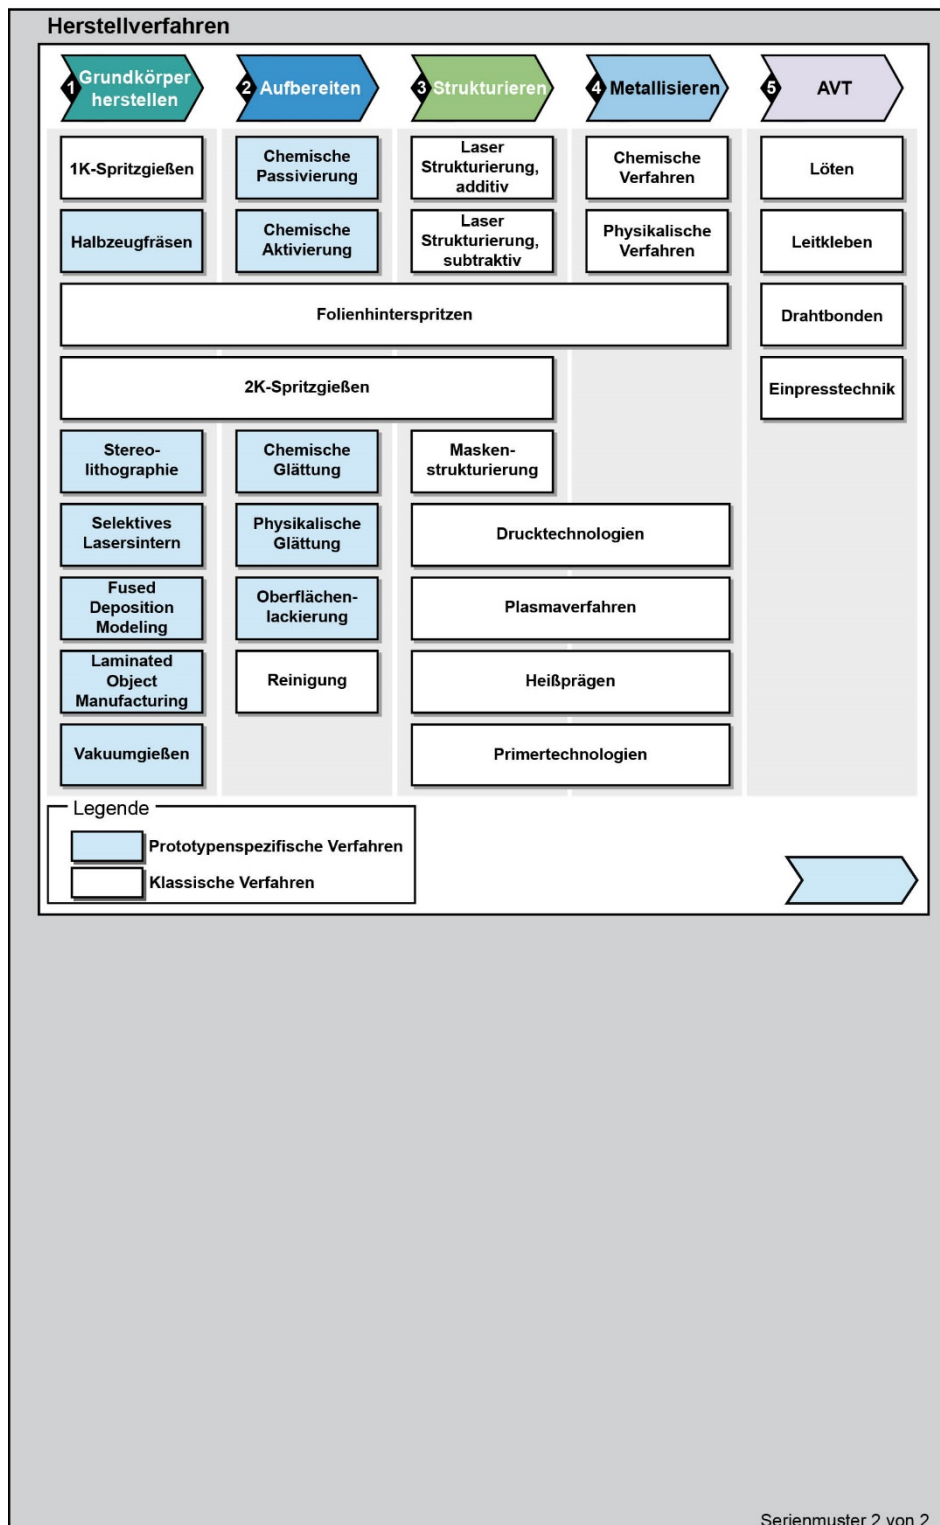 Herstellverfahren
1 Grundkörper
herstellen
2 Aufbereiten
3 Strukturieren
4 Metallisieren
5 AVT
1K-Spritzgießen
Chemische
Passivierung
Laser
Strukturierung,
additiv
Chemische
Verfahren
Löten
Halbzeugfräsen
Chemische
Aktivierung
Laser
Strukturierung,
subtraktiv
Physikalische
Verfahren
Leitkleben
Folienhinterspritzen
Drahtbonden
2K-Spritzgießen
Einpresstechnik
Stereo-
lithographie
Chemische
Glättung
Masken-
strukturierung
Selektives
Lasersintern
Physikalische
Glättung
Drucktechnologien
Fused
Deposition
Modeling
Oberflächen-
lackierung
Plasmaverfahren
Laminated
Object
Manufacturing
Reinigung
Heißprägen
Vakuumgießen
Primertechnologien
Legende
Prototypenspezifische Verfahren
Klassische Verfahren
Serienmuster 2 von 2